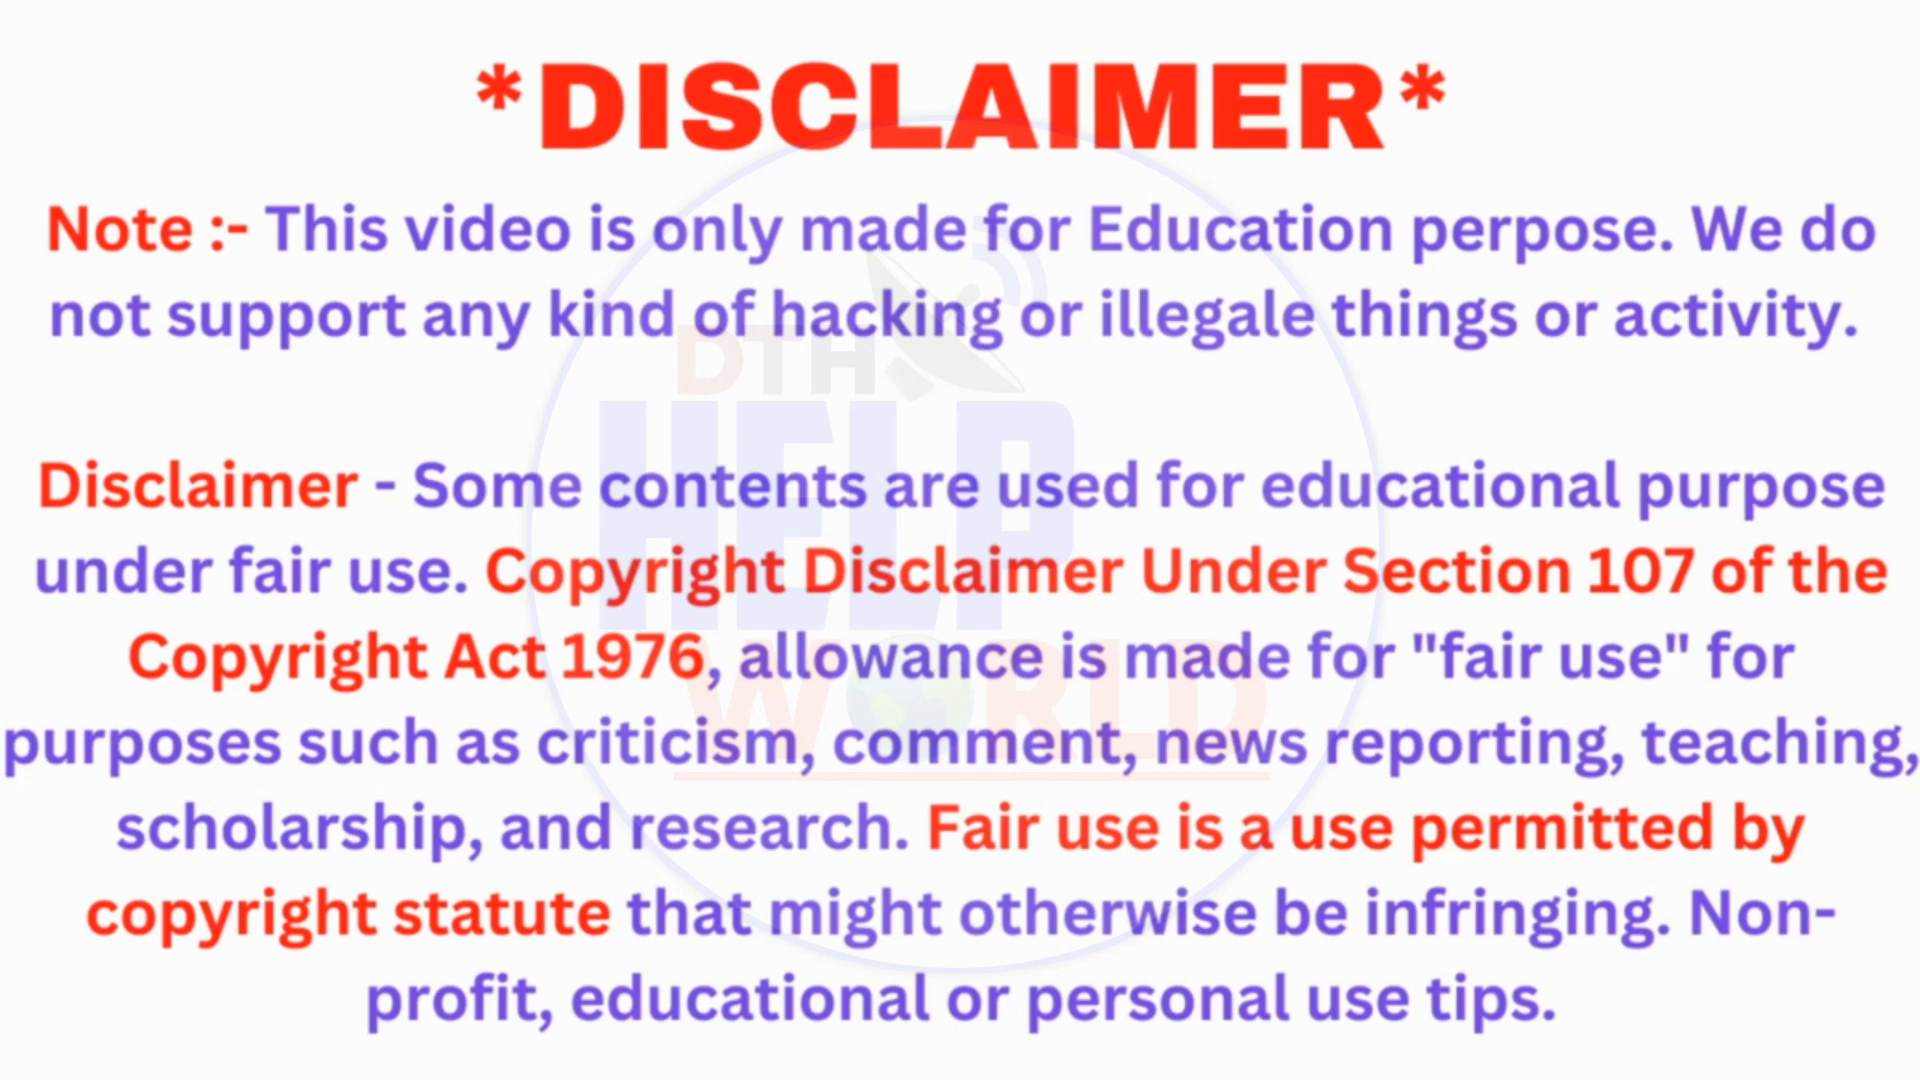 *DISCLAIMER*
Note :- This video is only made for Education perpose. We do
not support any kind of hacking or illegale things or activity.
DTH
HELP
WORLD
Disclaimer - Some contents are used for educational purpose
under fair use. Copyright Disclaimer Under Section 107 of the
Copyright Act 1976, allowance is made for "fair use" for
purposes such as criticism, comment, news reporting, teaching,
scholarship, and research. Fair use is a use permitted by
copyright statute that might otherwise be infringing. Non-
profit, educational or personal use tips.